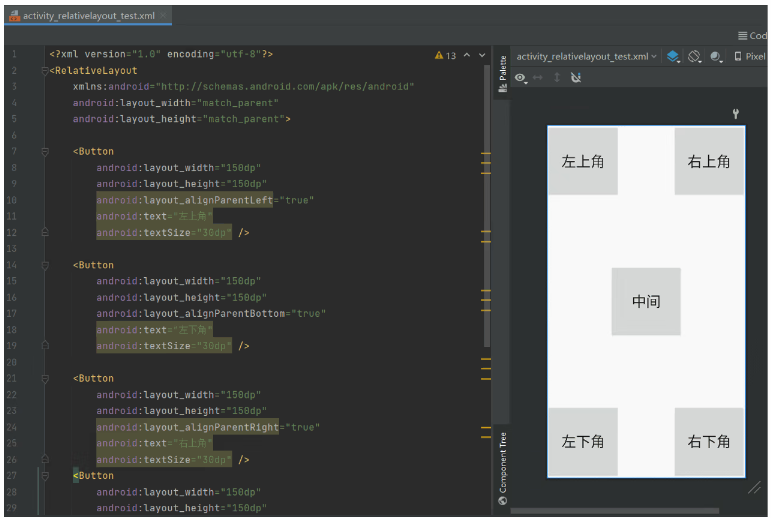 activity_relativelayout_test.xml
Cod
1 <?xml version="1.0" encoding="utf-8"?>
13
2 <RelativeLayout
3 xmlns:android="http://schemas.android.com/apk/res/android"
4 android:layout_width="match_parent"
5 android:layout_height="match_parent">
6
7 <Button
8 android:layout_width="150dp"
9 android:layout_height="150dp"
10 android:layout_alignParentLeft="true"
11 android:text="左上角"
12 android:textSize="30dp" />
13
14 <Button
15 android:layout_width="150dp"
16 android:layout_height="150dp"
17 android:layout_alignParentBottom="true"
18 android:text="左下角"
19 android:textSize="30dp" />
20
21 <Button
22 android:layout_width="150dp"
23 android:layout_height="150dp"
24 android:layout_alignParentRight="true"
25 android:text="右上角"
26 android:textSize="30dp" />
27 <Button
28 android:layout_width="150dp"
29 android:layout_height="150dp"
Palette
Component Tree
activity_relativelayout_test.xml
Pixel
左上角
右上角
中间
左下角
右下角